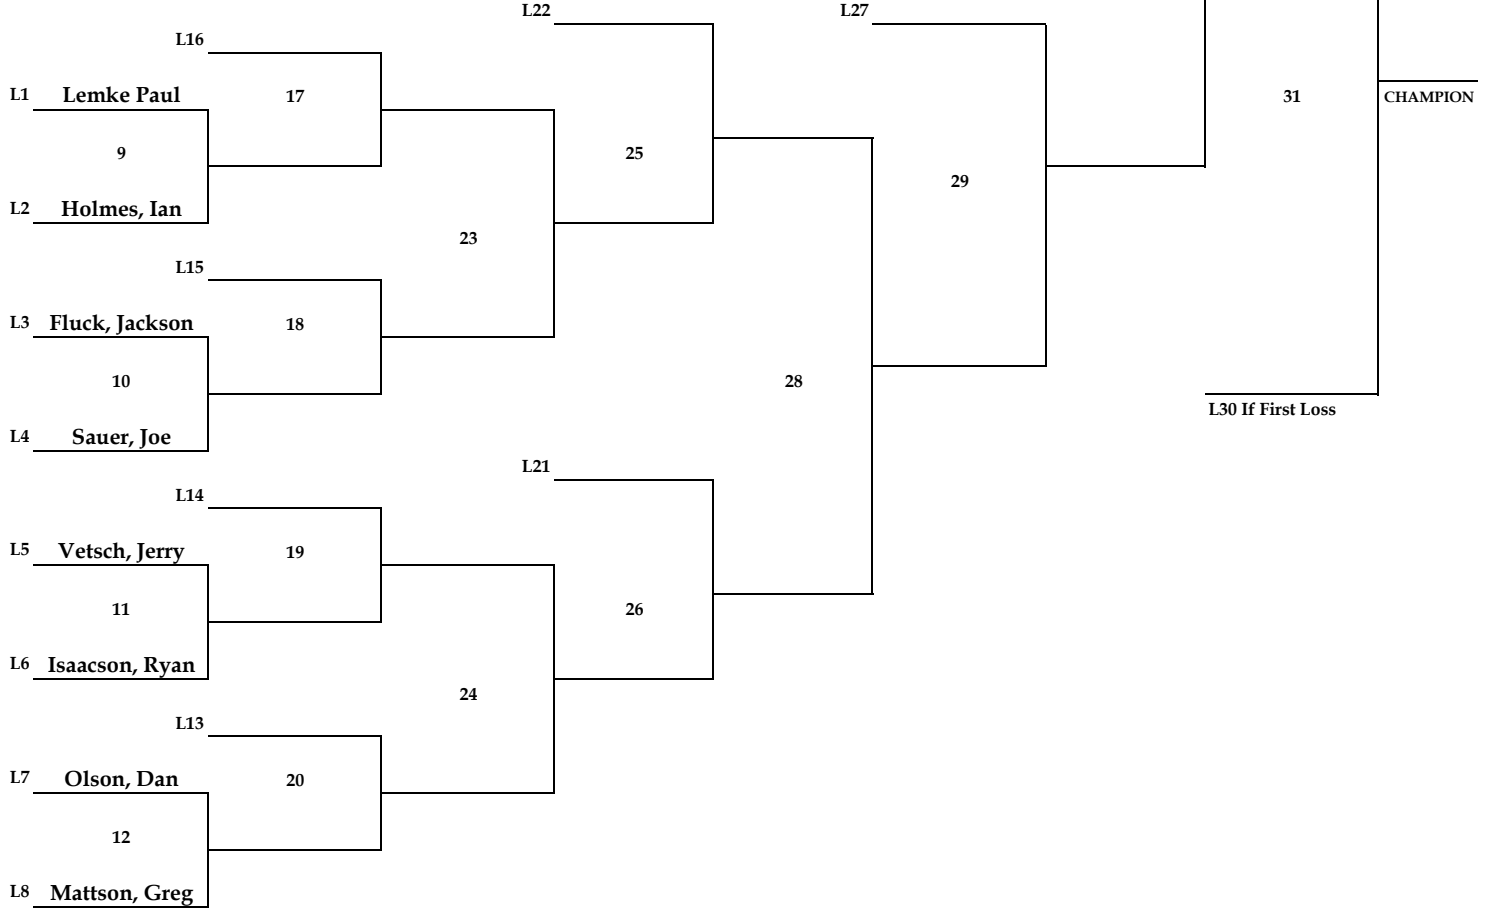 L22
L27
L16
L1 Lemke Paul
17
31
CHAMPION
9
25
29
L2 Holmes, Ian
23
L15
L3 Fluck, Jackson
18
10
28
L30 If First Loss
L4 Sauer, Joe
L21
L14
L5 Vetsch, Jerry
19
11
26
L6 Isaacson, Ryan
24
L13
L7 Olson, Dan
20
12
L8 Mattson, Greg